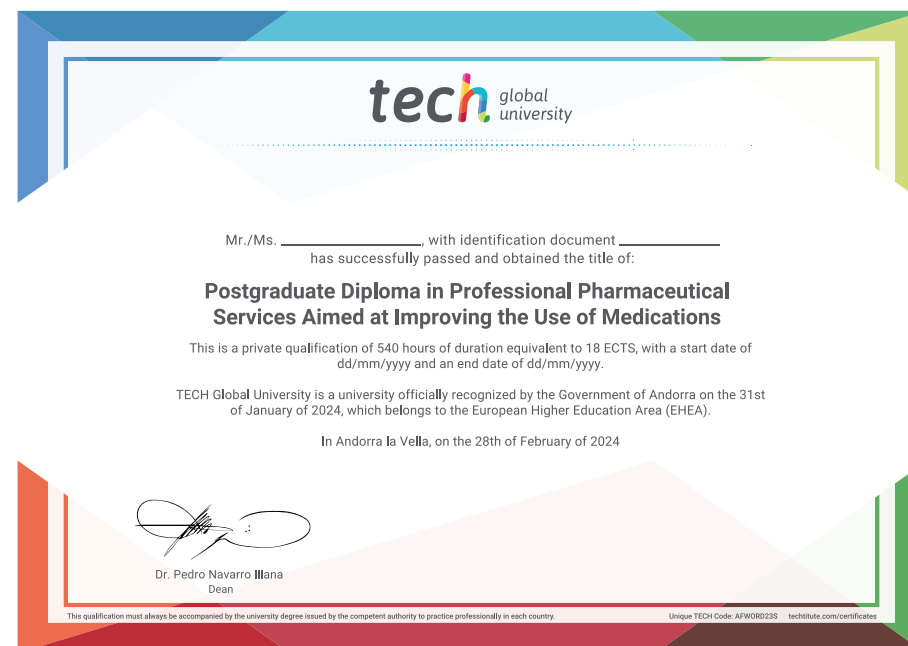 tech global university
Mr./Ms. ____________________, with identification document ______________
has successfully passed and obtained the title of:
Postgraduate Diploma in Professional Pharmaceutical
Services Aimed at Improving the Use of Medications
This is a private qualification of 540 hours of duration equivalent to 18 ECTS, with a start date of
dd/mm/yyyy and an end date of dd/mm/yyyy.
TECH Global University is a university officially recognized by the Government of Andorra on the 31st
of January of 2024, which belongs to the European Higher Education Area (EHEA).
In Andorra la Vella, on the 28th of February of 2024
Dr. Pedro Navarro Illana
Dean
This qualification must always be accompanied by the university degree issued by the competent authority to practice professionally in each country.
Unique TECH Code: AFWORD23S techtitute.com/certificates